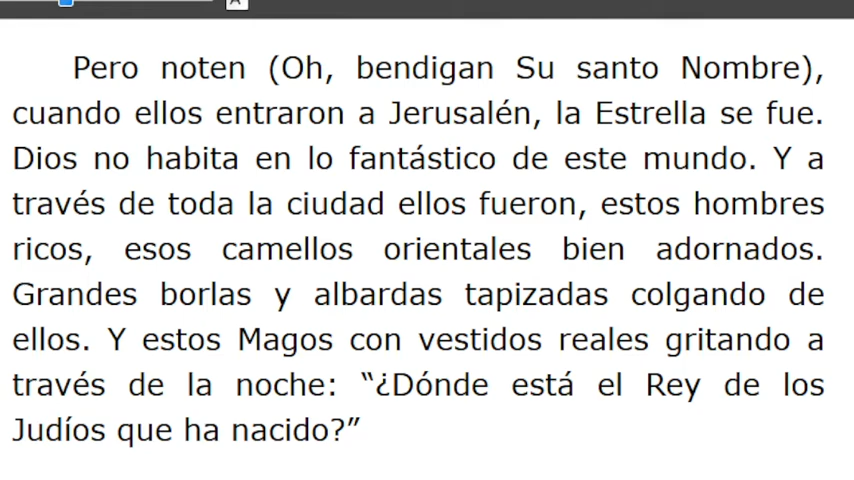 Pero noten (Oh, bendigan Su santo Nombre),
cuando ellos entraron a Jerusalén, la Estrella se fue.
Dios no habita en lo fantástico de este mundo. Y a
través de toda la ciudad ellos fueron, estos hombres
ricos, esos camellos orientales bien adornados.
Grandes borlas y albardas tapizadas colgando de
ellos. Y estos Magos con vestidos reales gritando a
través de la noche: “¿Dónde está el Rey de los
Judíos que ha nacido?”